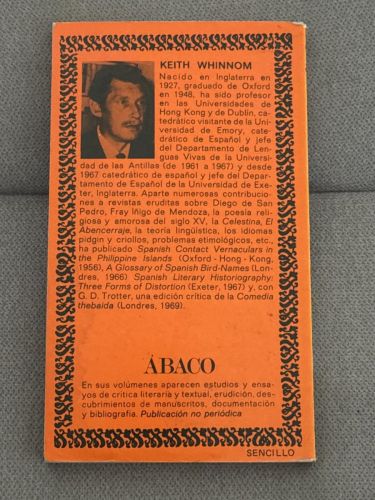 KEITH WHINNOM
Nacido en Inglaterra en
1927, graduado de Oxford
en 1948, ha sido profesor
en las Universidades de
Hong Kong y de Dublín, ca-
tedrático visitante de la Uni-
versidad de Emory, cate-
drático de Español y jefe
del Departamento de Len-
guas Vivas de la Universi-
dad de las Antillas (de 1961 a 1967) y desde
1967 catedrático de español y jefe del Depar-
tamento de Español de la Universidad de Exe-
ter, Inglaterra. Aparte numerosas contribucio-
nes a revistas eruditas sobre Diego de San
Pedro, Fray Iñigo de Mendoza, la poesía reli-
giosa y amorosa del siglo XV, la Celestina, El
Abencerraje, la teoría lingüística, los idiomas
pidgin y criollos, problemas etimológicos, etc.,
ha publicado Spanish Contact Vernaculars in
the Philippine Islands (Oxford - Hong - Kong,
1956), A Glossary of Spanish Bird-Names (Lon-
dres, 1966) Spanish Literary Historiography:
Three Forms of Distortion (Exeter, 1967) y, con
G. D. Trotter, una edición crítica de la Comedia
thebaida (Londres, 1969).
ÁBACO
En sus volúmenes aparecen estudios y ensa-
yos de crítica literaria y textual, erudición, des-
cubrimientos de manuscritos, documentación
y bibliografía. Publicación no periódica
SENCILLO